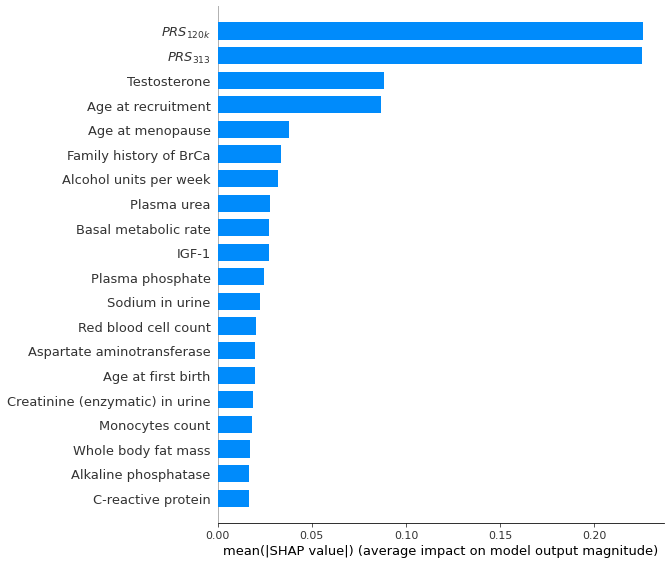 PRS120k
PRS313
Testosterone
Age at recruitment
Age at menopause
Family history of BrCa
Alcohol units per week
Plasma urea
Basal metabolic rate
IGF-1
Plasma phosphate
Sodium in urine
Red blood cell count
Aspartate aminotransferase
Age at first birth
Creatinine (enzymatic) in urine
Monocytes count
Whole body fat mass
Alkaline phosphatase
C-reactive protein
0.00 0.05 0.10 0.15 0.20
mean(|SHAP value|) (average impact on model output magnitude)